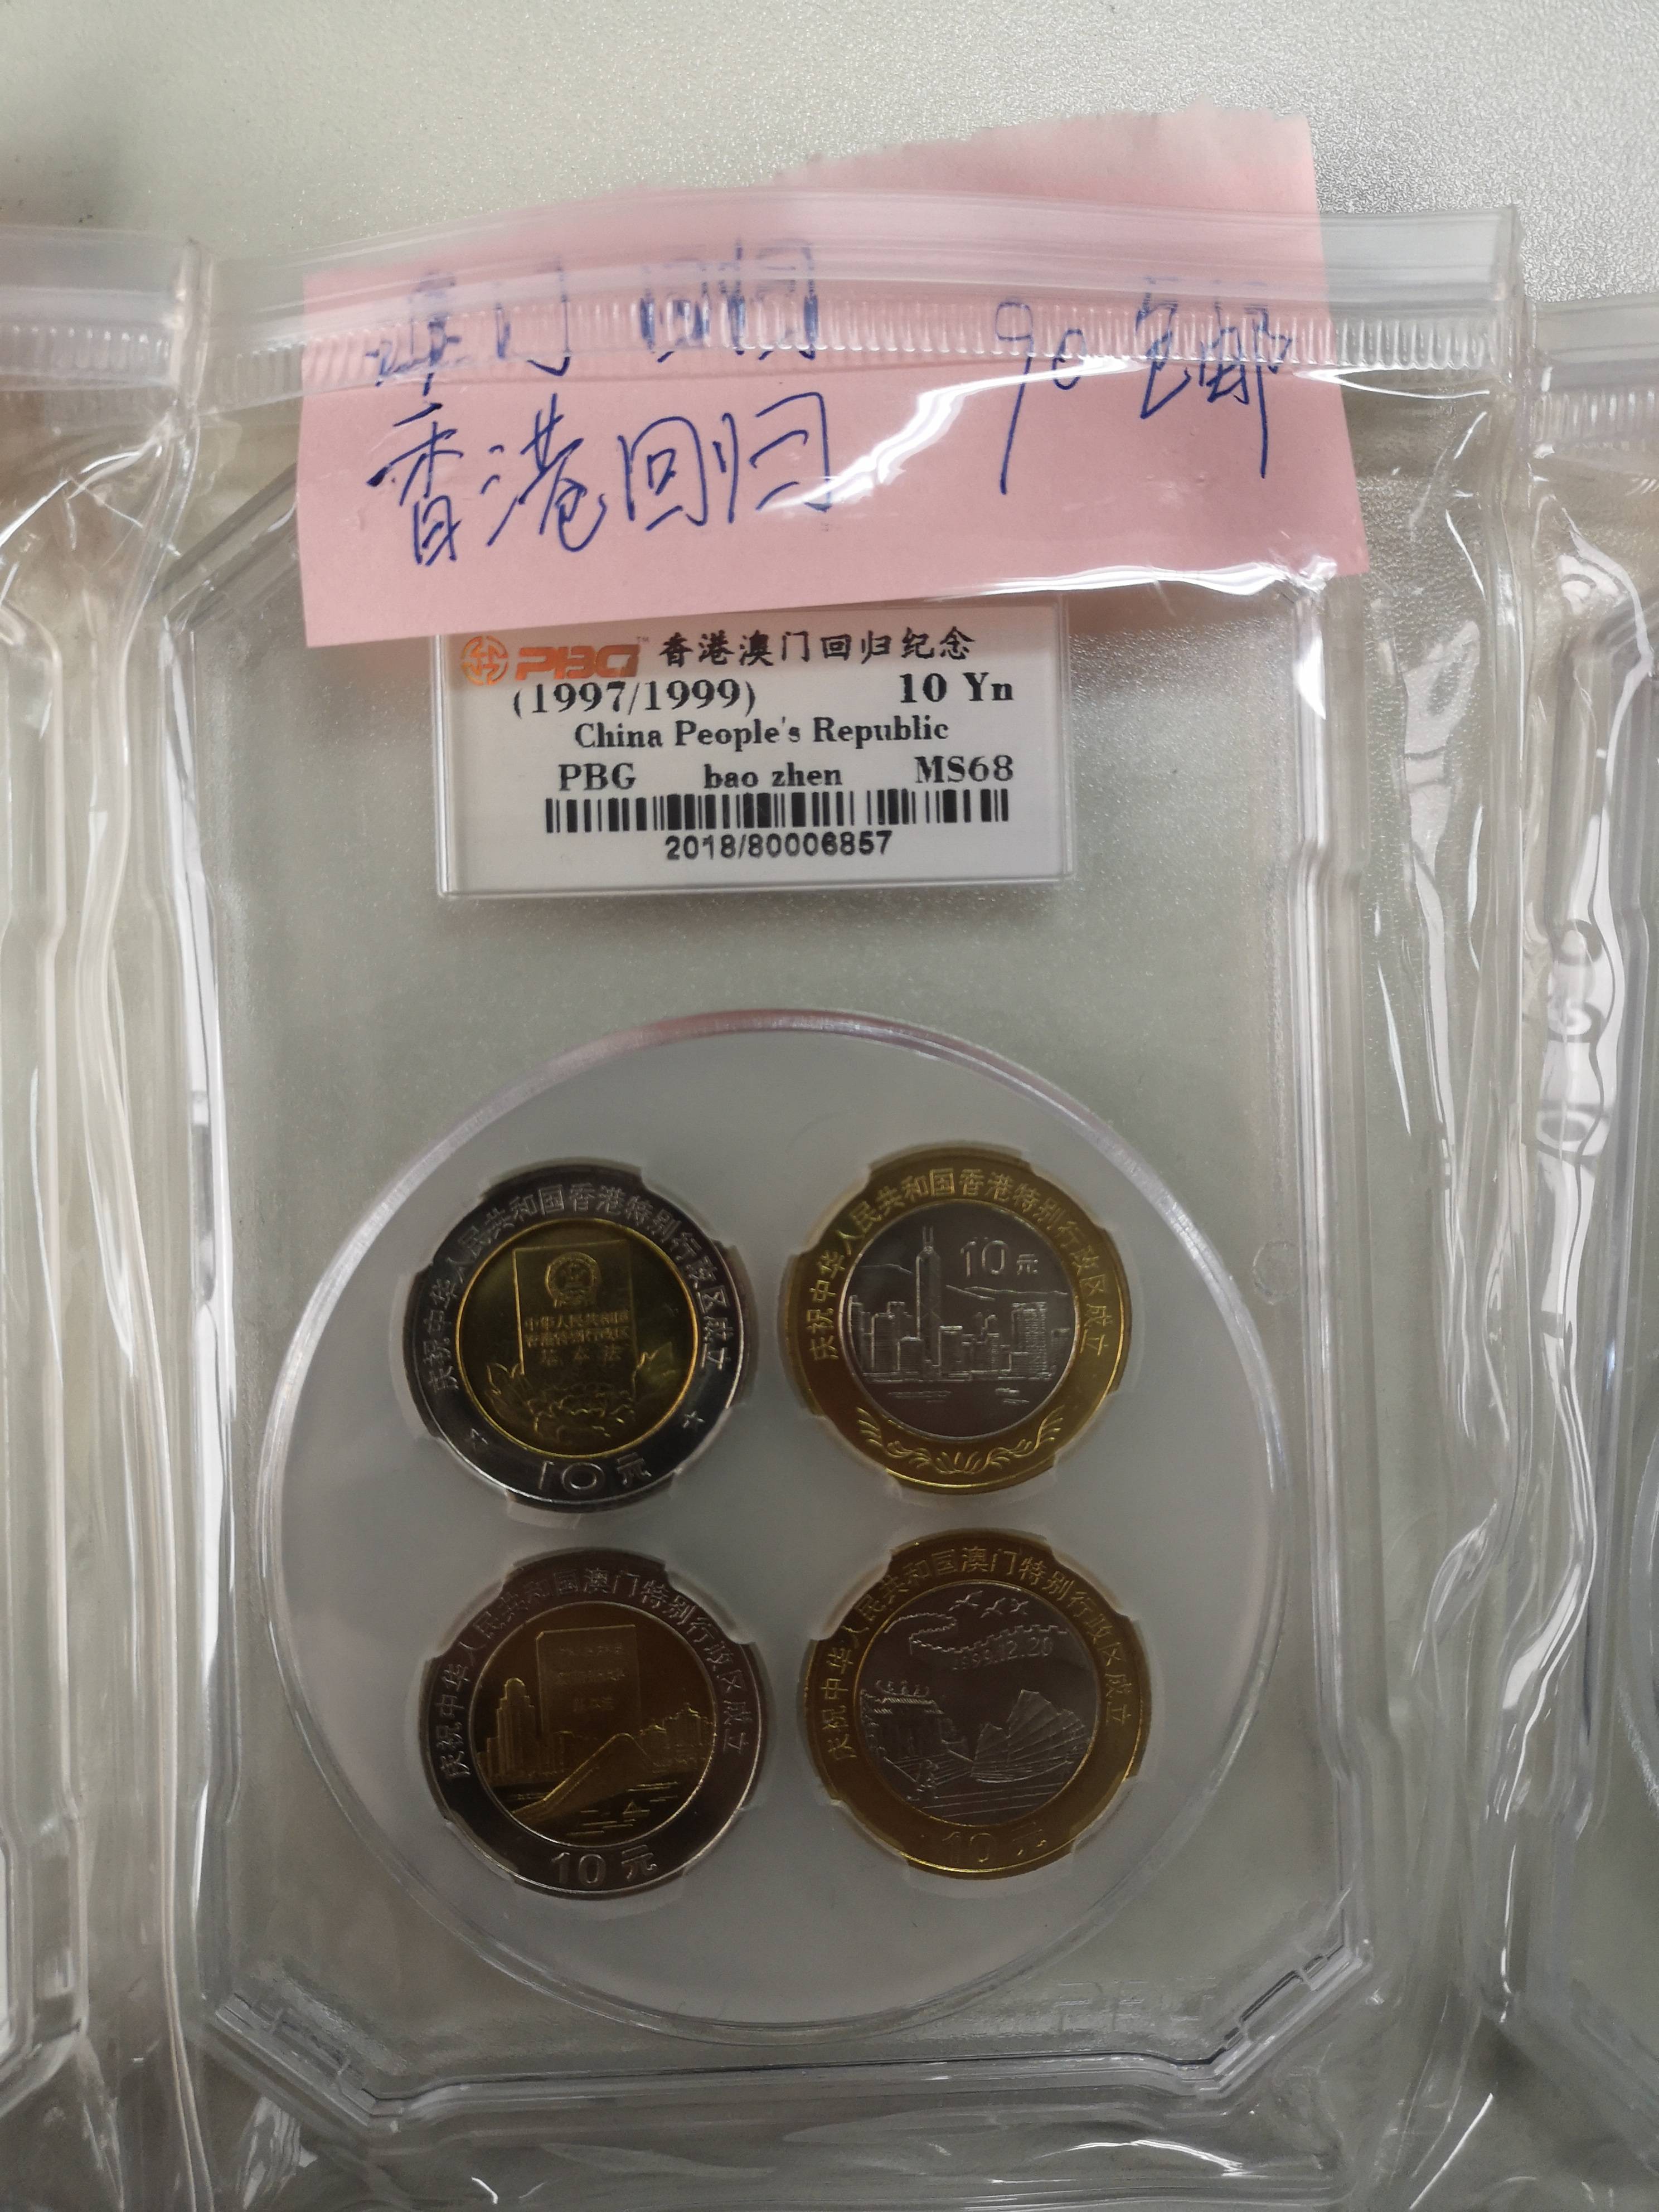 澳门 回归 90包邮
香港回归
PBG™ 香港澳门回归纪念
(1997/1999) 10 Yn
China People's Republic
PBG bao zhen MS68
2018/80006857
庆祝中华人民共和国香港特别行政区成立
中华人民共和国
香港特别行政区
基本法
10元
庆祝中华人民共和国香港特别行政区成立
10元
庆祝中华人民共和国澳门特别行政区成立
10元
庆祝中华人民共和国澳门特别行政区成立
1999.12.20
10元